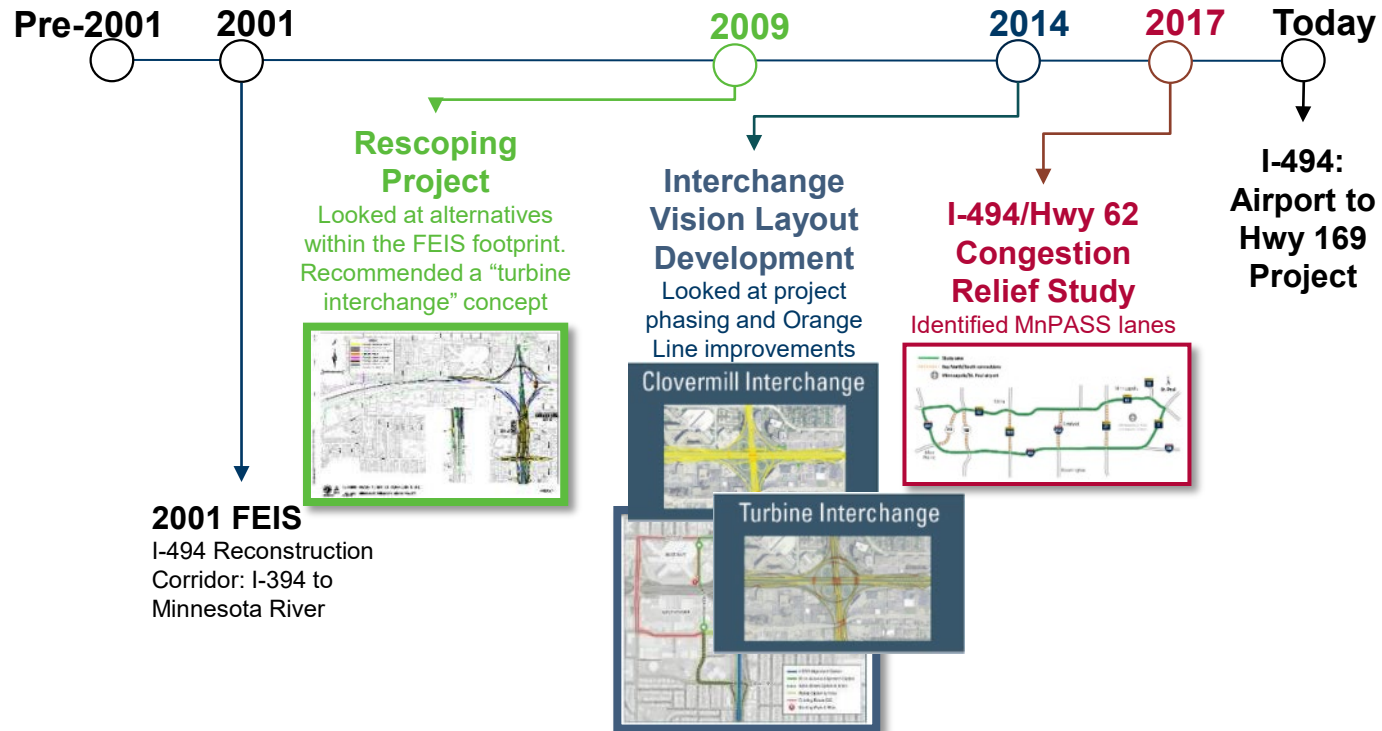 Pre-2001
2001
2009
2014
2017
Today
Rescoping
Project
Looked at alternatives
within the FEIS footprint.
Recommended a “turbine
interchange” concept
Interchange
Vision Layout
Development
Looked at project
phasing and Orange
Line improvements
I-494/Hwy 62
Congestion
Relief Study
Identified MnPASS lanes
I-494:
Airport to
Hwy 169
Project
2001 FEIS
I-494 Reconstruction
Corridor: I-394 to
Minnesota River
Clovermill Interchange
Turbine Interchange
Study area